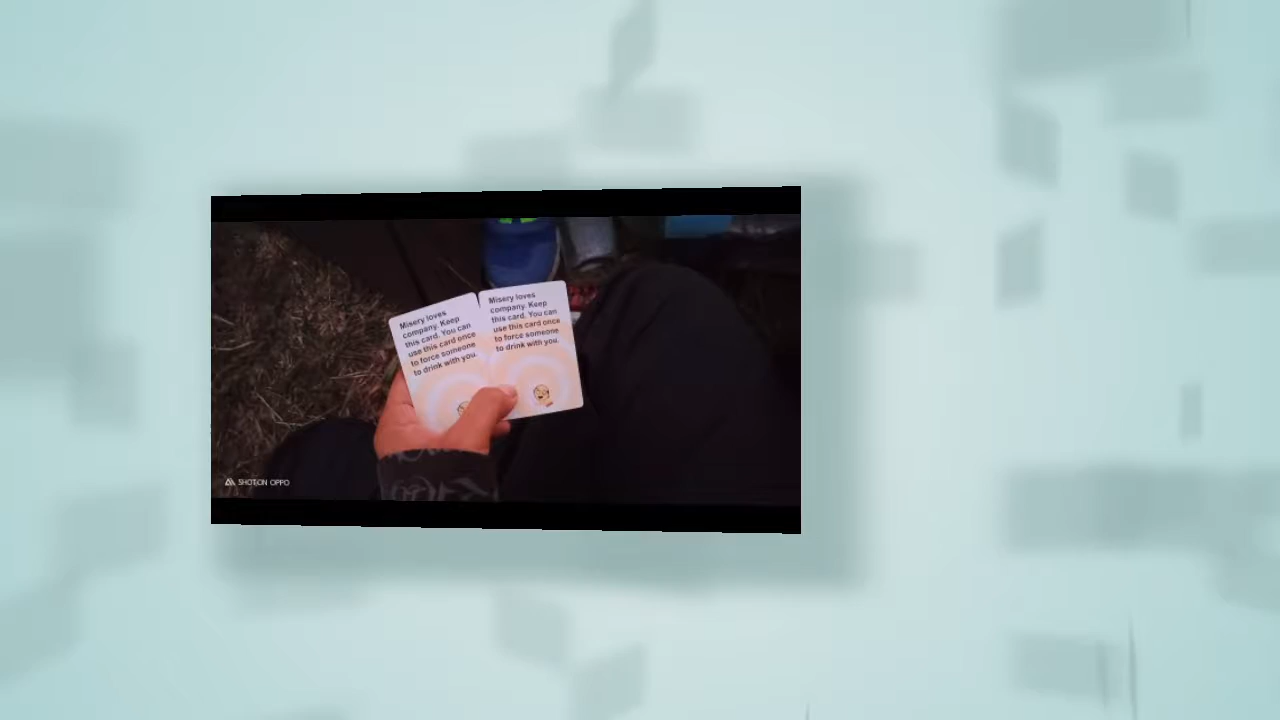 Misery loves
company. Keep
this card. You can
use this card once
to force someone
to drink with you.
Misery loves
company. Keep
this card. You can
use this card once
to force someone
to drink with you.
SHOT ON OPPO